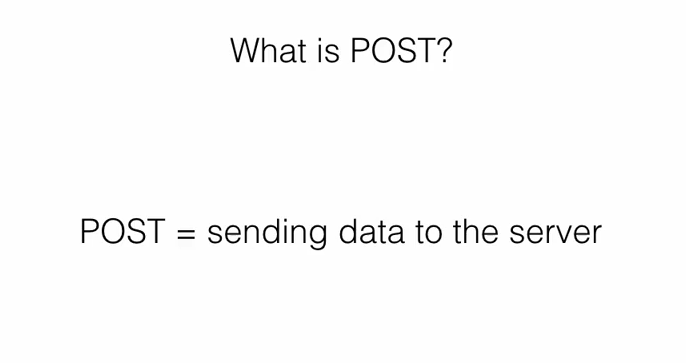 What is POST?
POST = sending data to the server